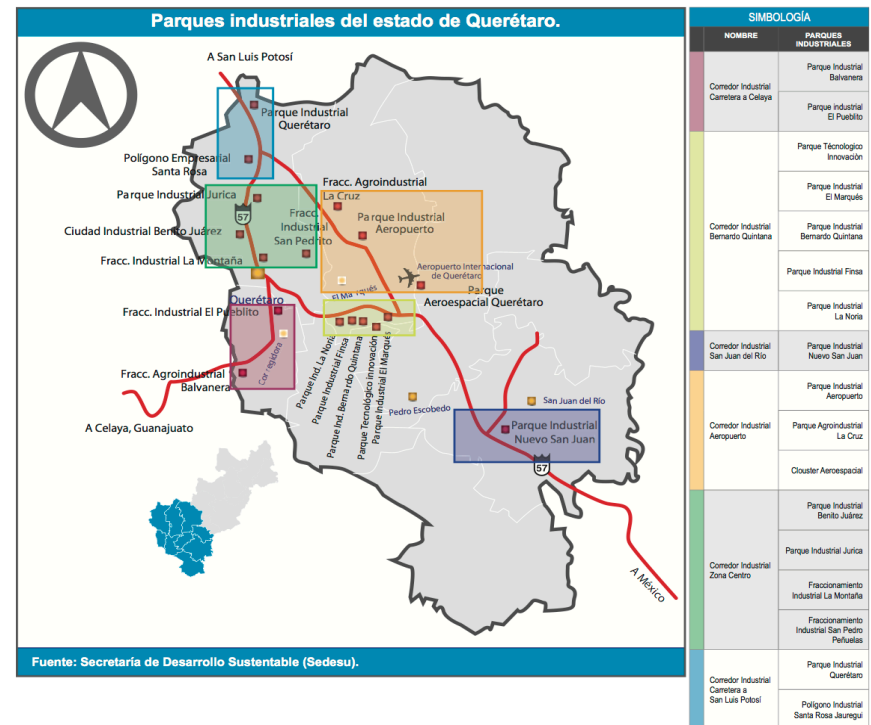 Parques industriales del estado de Querétaro.
A San Luis Potosí
Parque Industrial
Querétaro
Polígono Empresarial
Santa Rosa
Fracc. Agroindustrial
La Cruz
Parque Industrial Jurica
57
Fracc.
Industrial
San Pedrito
Parque Industrial
Aeropuerto
Ciudad Industrial Benito Juárez
Fracc. Industrial La Montaña
Aeropuerto Internacional
de Querétaro
Parque
Aeroespacial Querétaro
El Marqués
Querétaro
Fracc. Industrial El Pueblito
Corregidora
Fracc. Agroindustrial
Balvanera
Parque Ind. La Noria
Parque Industrial Finsa
Parque Ind. Bernardo Quintana
Parque Tecnológico innovación
Parque Industrial El Marqués
Pedro Escobedo
San Juan del Río
A Celaya, Guanajuato
Parque Industrial
Nuevo San Juan
57
A México
Fuente: Secretaría de Desarrollo Sustentable (Sedesu).
SIMBOLOGÍA
NOMBRE
PARQUES
INDUSTRIALES
Corredor Industrial
Carretera a Celaya
Parque Industrial
Balvanera
Parque industrial
El Pueblito
Corredor Industrial
Bernardo Quintana
Parque Técnologico
Innovaciòn
Parque Industrial
El Marqués
Parque Industrial
Bernardo Quintana
Parque Industrial Finsa
Parque Industrial
La Noria
Corredor Industrial
San Juan del Río
Parque Industrial
Nuevo San Juan
Corredor Industrial
Aeropuerto
Parque Industrial
Aeropuerto
Parque Agroindustrial
La Cruz
Clouster Aeroespacial
Corredor Industrial
Zona Centro
Parque Industrial
Benito Juárez
Parque Industrial Jurica
Fraccionamiento
Industrial La Montaña
Fraccionamiento
Industrial San Pedro
Peñuelas
Corredor Industrial
Carretera a
San Luis Potosí
Parque Industrial
Querétaro
Polígono Industrial
Santa Rosa Jauregui